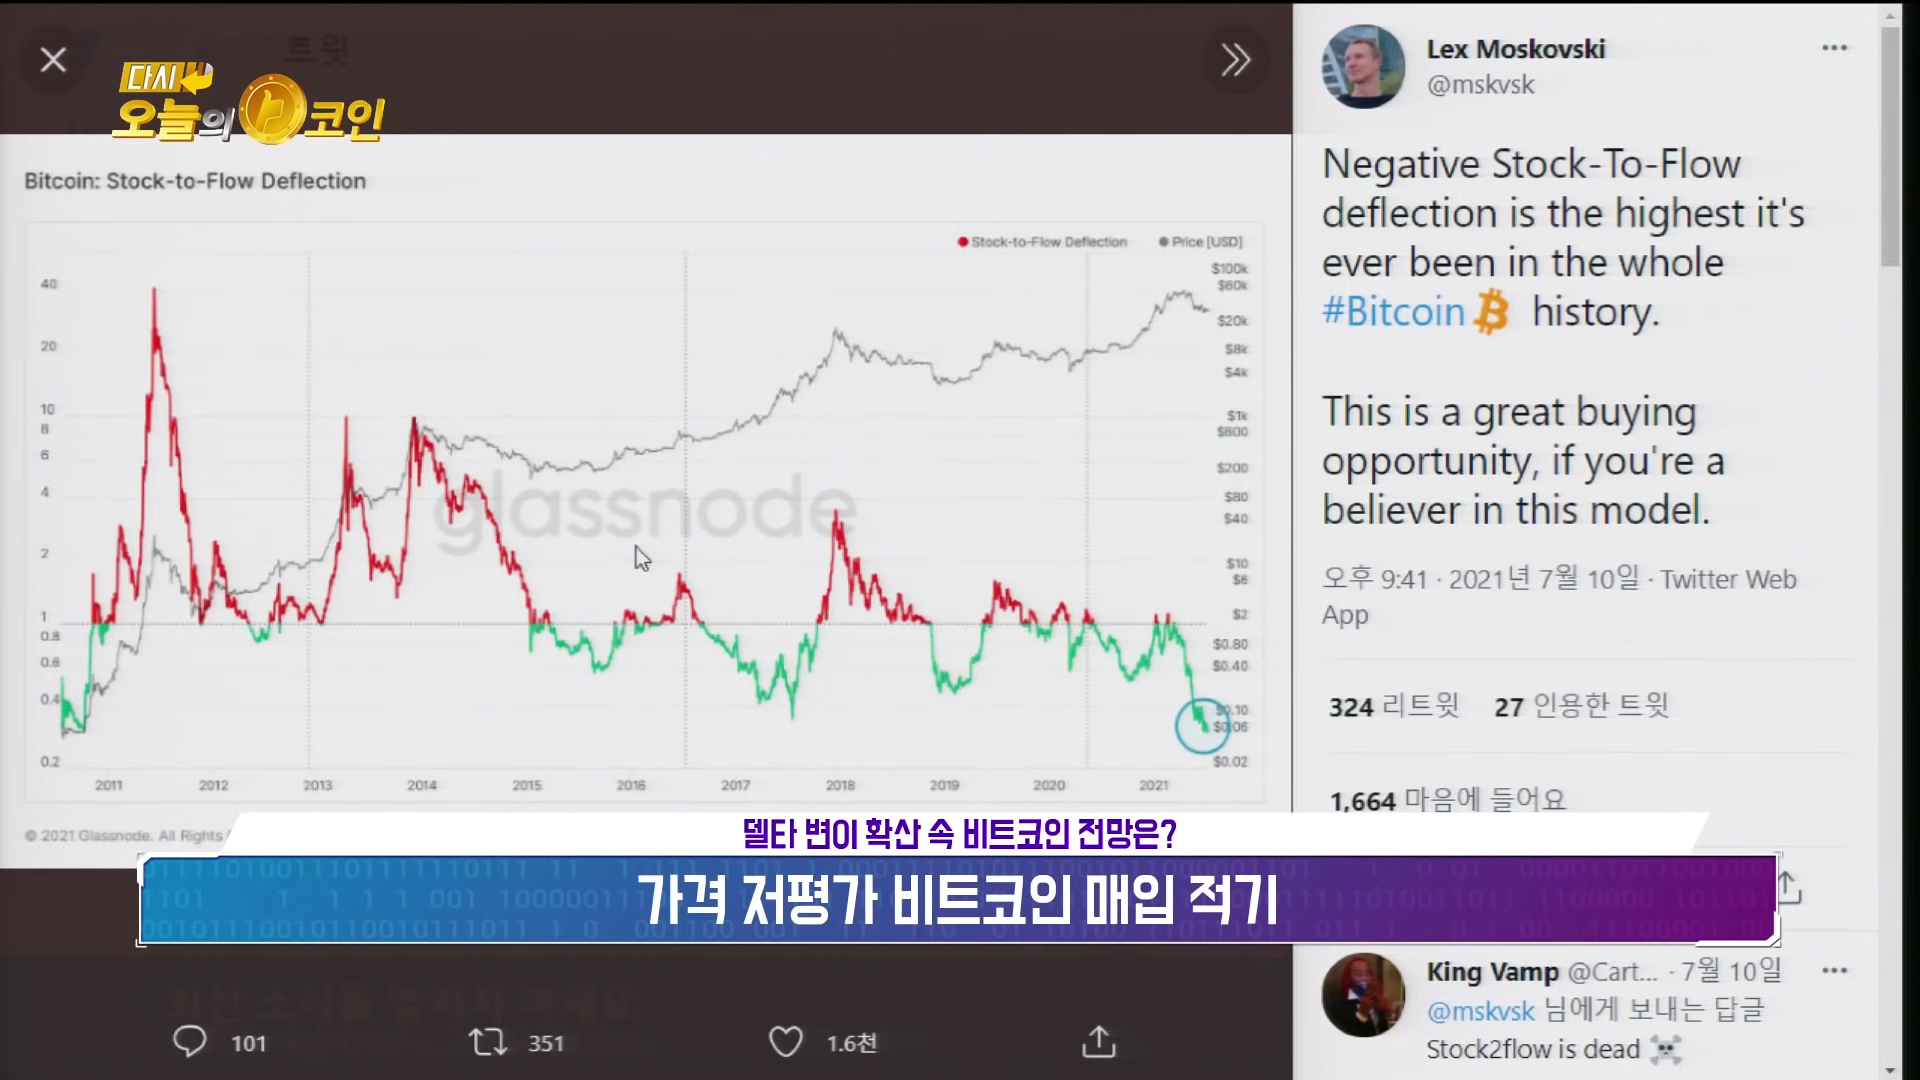 다시
오늘의 코인
트윗
Bitcoin: Stock-to-Flow Deflection
Stock-to-Flow Deflection
Price [USD]
40
20
10
8
6
4
2
1
0.8
0.6
0.4
0.2
$100k
$60k
$20k
$8k
$4k
$1k
$600
$200
$80
$40
$10
$6
$2
$0.80
$0.40
$0.10
$0.06
$0.02
glassnode
2011 2012 2013 2014 2015 2016 2017 2018 2019 2020 2021
© 2021 Glassnode. All Rights
Lex Moskovski
@mskvsk
Negative Stock-To-Flow
deflection is the highest it's
ever been in the whole
#Bitcoin history.
This is a great buying
opportunity, if you're a
believer in this model.
오후 9:41 · 2021년 7월 10일 · Twitter Web
App
324 리트윗 27 인용한 트윗
1,664 마음에 들어요
델타 변이 확산 속 비트코인 전망은?
가격 저평가 비트코인 매입 적기
King Vamp @Cart... · 7월 10일
@mskvsk 님에게 보내는 답글
Stock2flow is dead ☠
101 351 1.6천